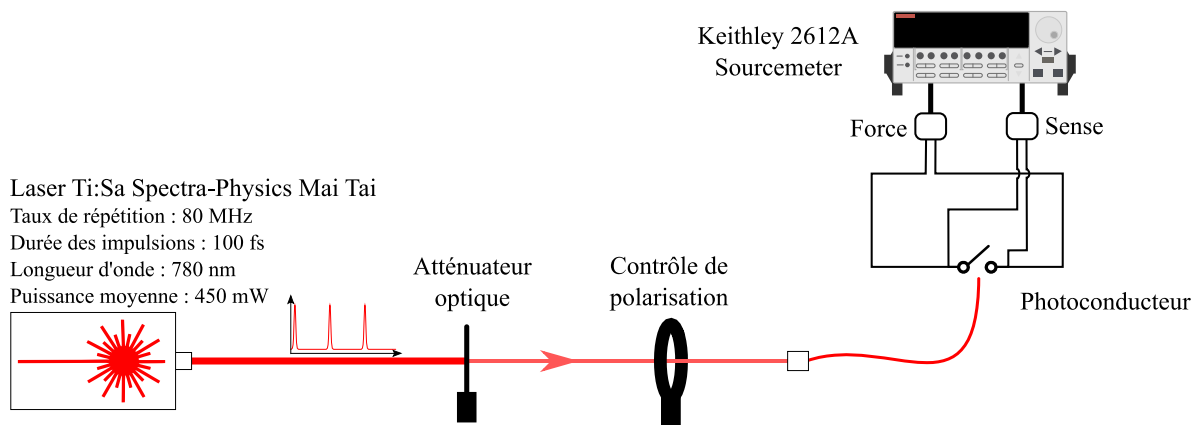 Keithley 2612A
Sourcemeter
Force
Sense
Laser Ti:Sa Spectra-Physics Mai Tai
Taux de répétition : 80 MHz
Durée des impulsions : 100 fs
Longueur d'onde : 780 nm
Puissance moyenne : 450 mW
Atténuateur
optique
Contrôle de
polarisation
Photoconducteur